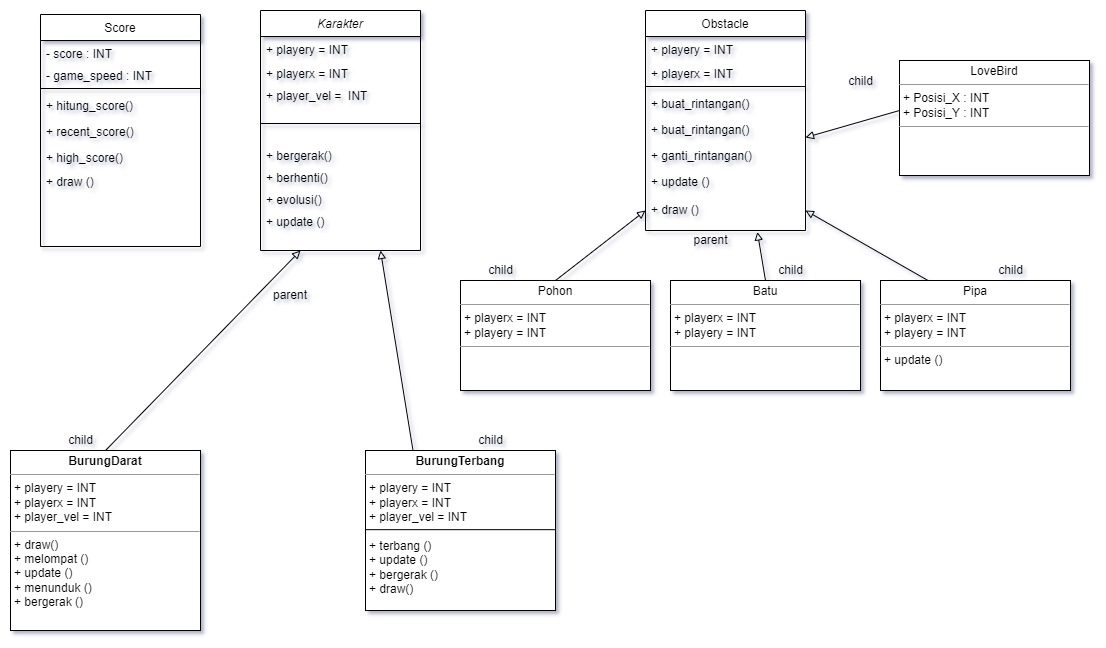 Score
- score : INT
- game_speed : INT
+ hitung_score()
+ recent_score()
+ high_score()
+ draw ()
Karakter
+ playery = INT
+ playerx = INT
+ player_vel =  INT
+ bergerak()
+ berhenti()
+ evolusi()
+ update ()
Obstacle
+ playery = INT
+ playerx = INT
+ buat_rintangan()
+ buat_rintangan()
+ ganti_rintangan()
+ update ()
+ draw ()
child
LoveBird
+ Posisi_X : INT
+ Posisi_Y : INT
parent
child
Pohon
+ playerx = INT
+ playery = INT
child
Batu
+ playerx = INT
+ playery = INT
child
Pipa
+ playerx = INT
+ playery = INT
+ update ()
parent
child
BurungDarat
+ playery = INT
+ playerx = INT
+ player_vel = INT
+ draw()
+ melompat ()
+ update ()
+ menunduk ()
+ bergerak ()
child
BurungTerbang
+ playery = INT
+ playerx = INT
+ player_vel = INT
+ terbang ()
+ update ()
+ bergerak ()
+ draw()